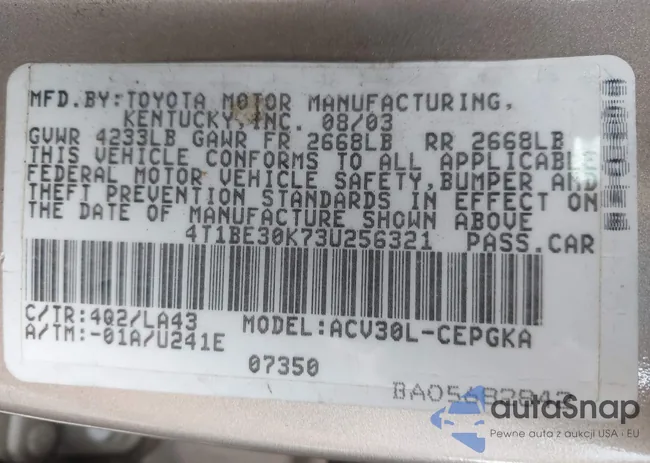 MFD.BY:TOYOTA MOTOR MANUFACTURING,
KENTUCKY,INC. 08/03
GVWR 4233LB GAWR FR 2668LB RR 2668LB
THIS VEHICLE CONFORMS TO ALL APPLICABLE
FEDERAL MOTOR VEHICLE SAFETY,BUMPER AND
THEFT PREVENTION STANDARDS IN EFFECT ON
THE DATE OF MANUFACTURE SHOWN ABOVE
4T1BE30K73U256321 PASS.CAR
C/TR:402/LA43 MODEL:ACV30L-CEPGKA
A/TM:-01A/U241E
07350
autaSnap
Pewne auta z aukcji USA - EU